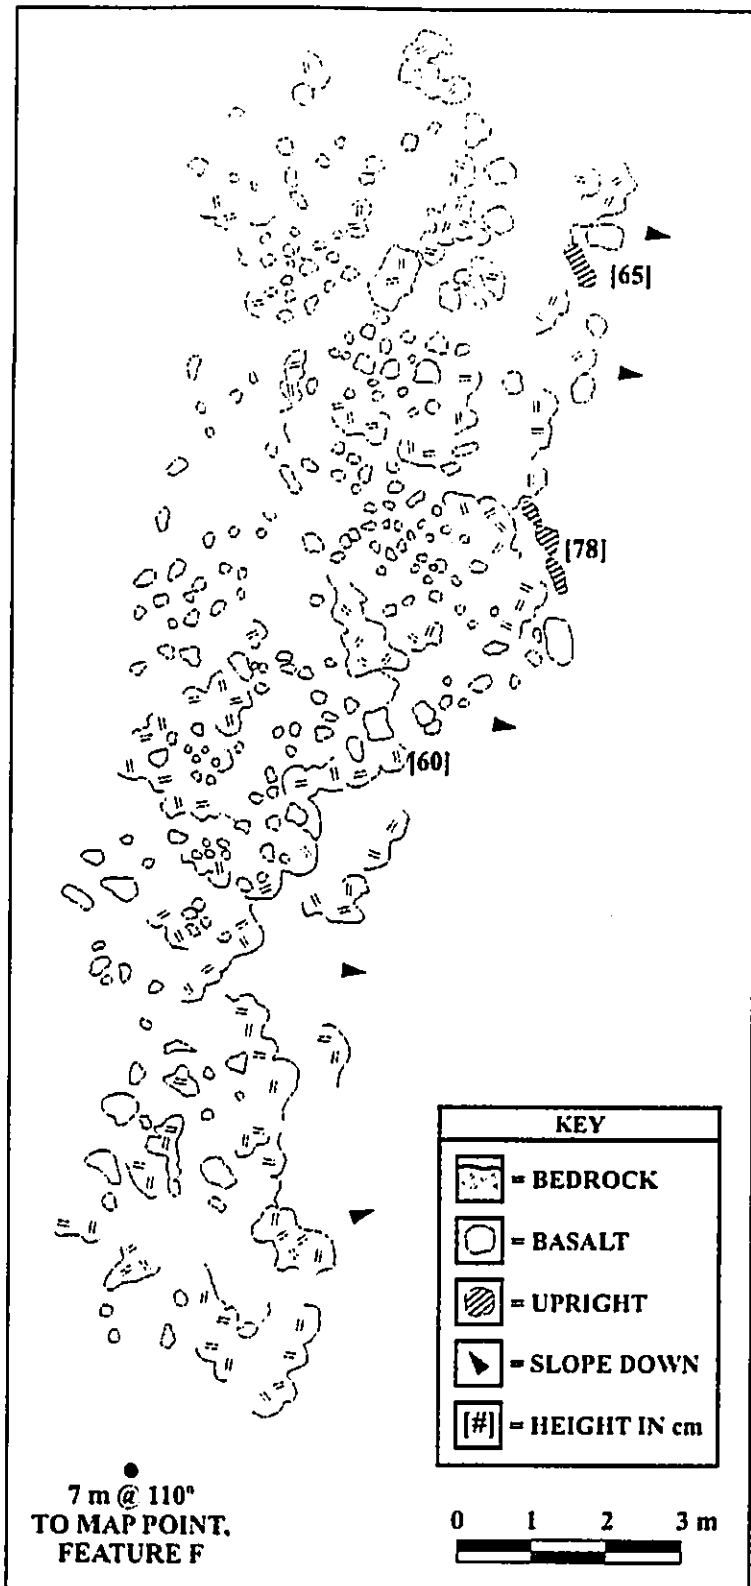 [65]
[78]
[60]
KEY
= BEDROCK
= BASALT
= UPRIGHT
= SLOPE DOWN
[#] = HEIGHT IN cm
7 m @ 110°
TO MAP POINT,
FEATURE F
0 1 2 3 m